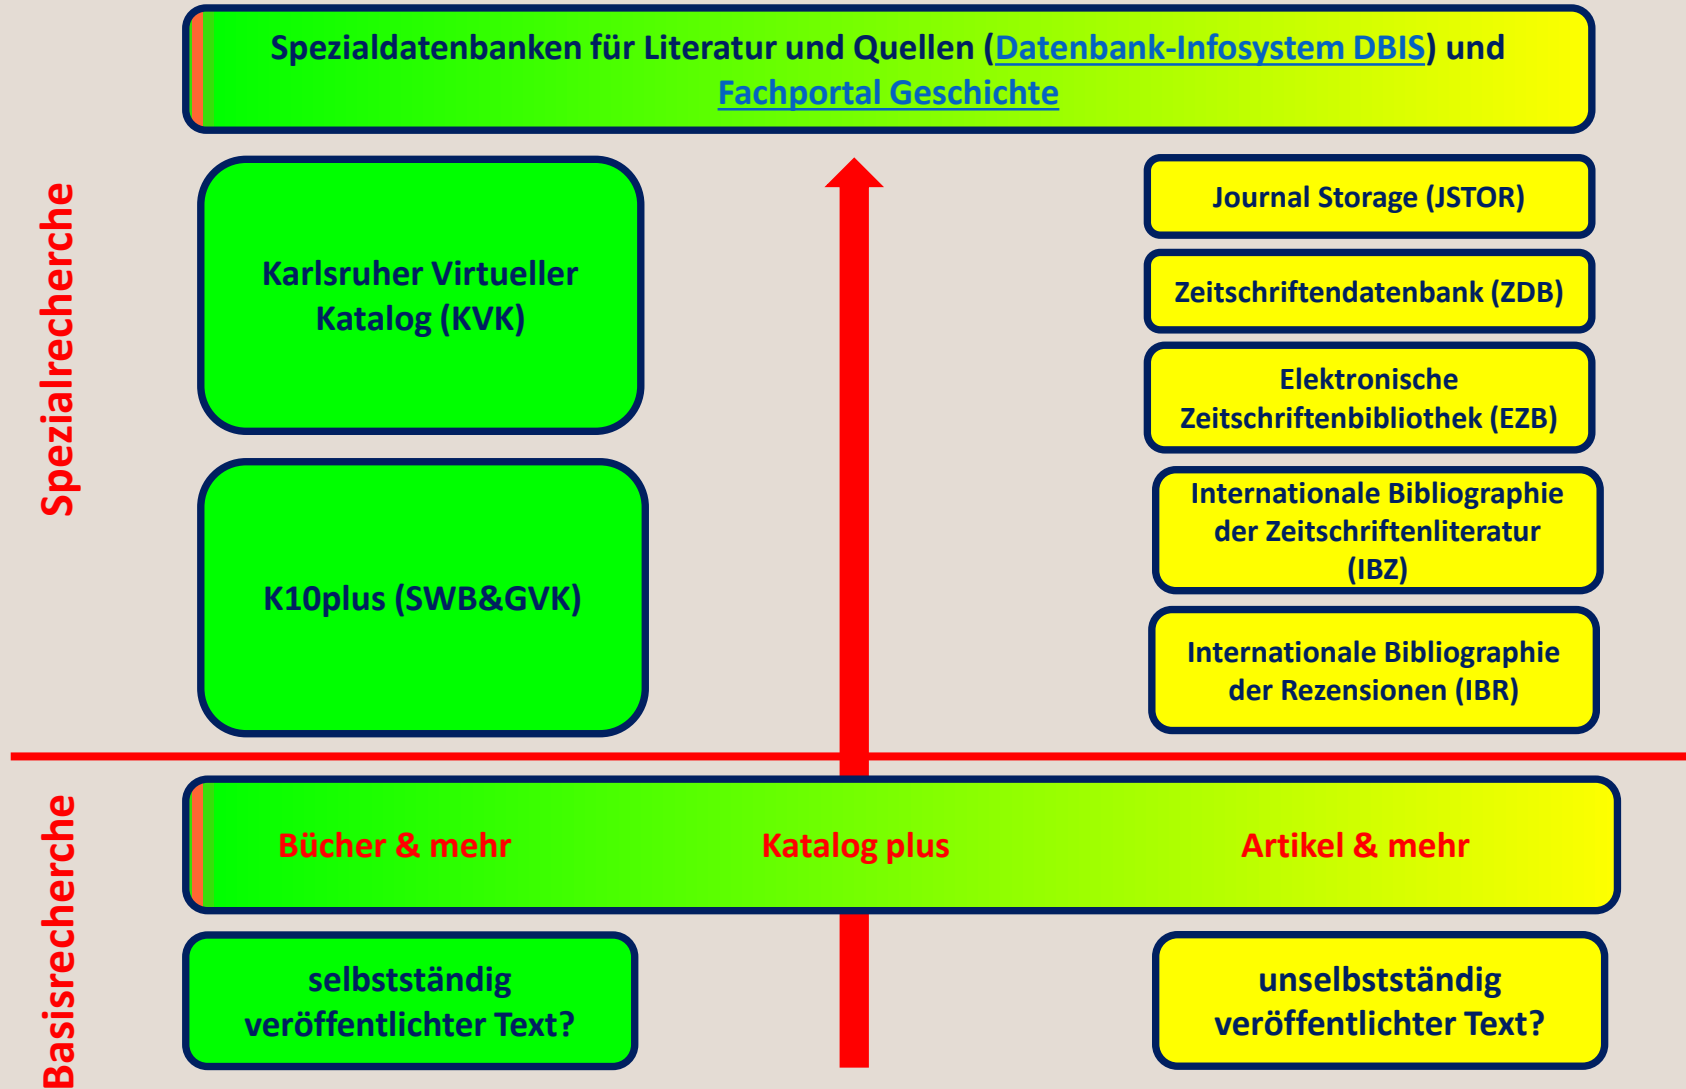 Spezialdatenbanken für Literatur und Quellen (Datenbank-Infosystem DBIS) und
Fachportal Geschichte
Spezialrecherche
Karlsruher Virtueller
Katalog (KVK)
K10plus (SWB&GVK)
Journal Storage (JSTOR)
Zeitschriftendatenbank (ZDB)
Elektronische
Zeitschriftenbibliothek (EZB)
Internationale Bibliographie
der Zeitschriftenliteratur
(IBZ)
Internationale Bibliographie
der Rezensionen (IBR)
Basisrecherche
Bücher & mehr
Katalog plus
Artikel & mehr
selbstständig
veröffentlichter Text?
unselbstständig
veröffentlichter Text?